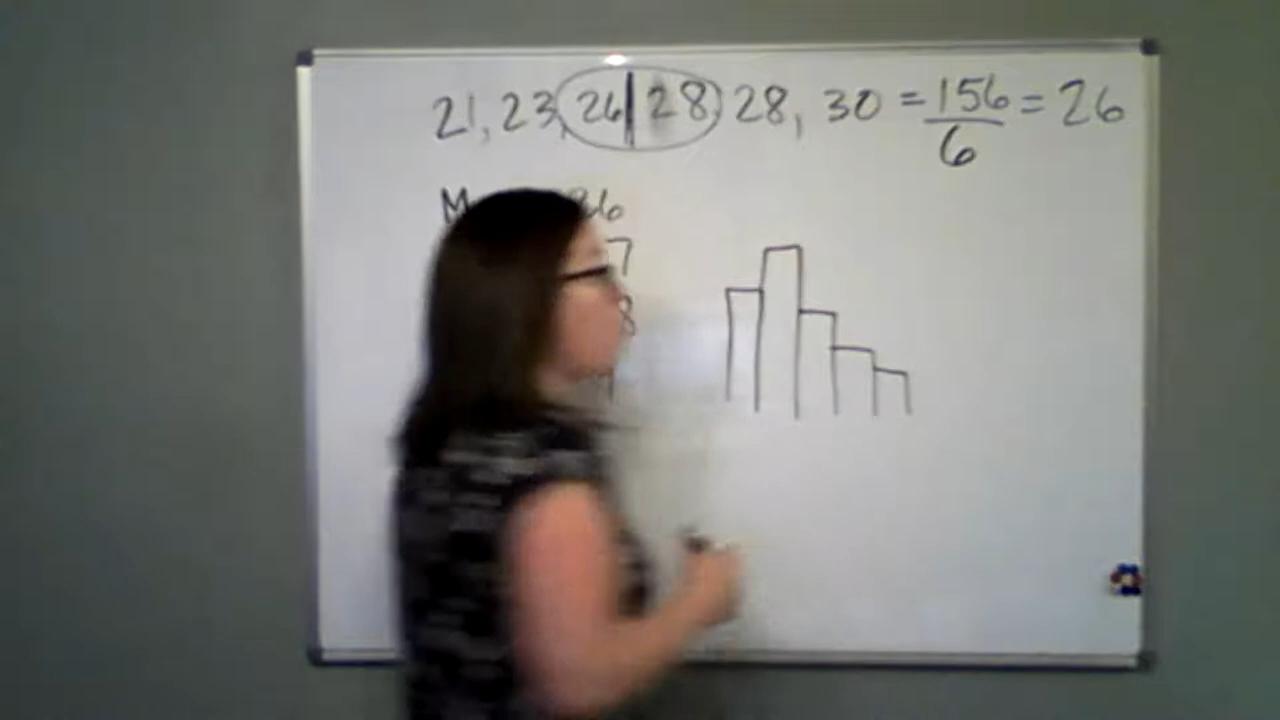 21, 23, 26|28, 28, 30 = 156/6 = 26
26
7
8